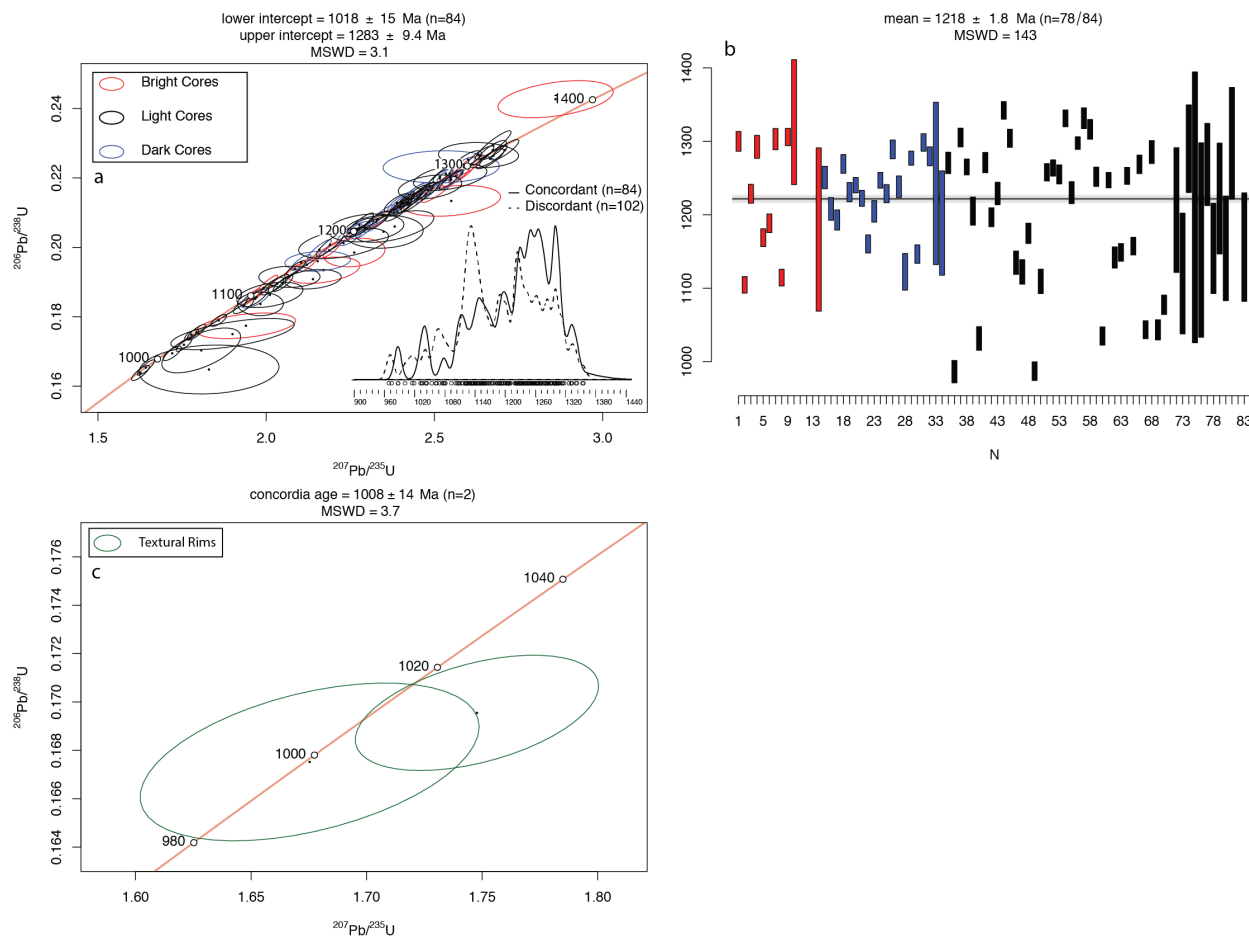 lower intercept = 1018 ± 15 Ma (n=84)
upper intercept = 1283 ± 9.4 Ma
MSWD = 3.1
Bright Cores
Light Cores
Dark Cores
a
1400
1300
1200
1100
1000
Concordant (n=84)
Discordant (n=102)
900 960 1020 1080 1140 1200 1260 1320 1380 1440
0.24
0.22
0.20
0.18
0.16
²⁰⁶Pb/²³⁸U
1.5 2.0 2.5 3.0
²⁰⁷Pb/²³⁵U
mean = 1218 ± 1.8 Ma (n=78/84)
MSWD = 143
b
1400
1300
1200
1100
1000
1 5 9 13 18 23 28 33 38 43 48 53 58 63 68 73 78 83
N
concordia age = 1008 ± 14 Ma (n=2)
MSWD = 3.7
Textural Rims
c
1040
1020
1000
980
0.176
0.174
0.172
0.170
0.168
0.166
0.164
²⁰⁶Pb/²³⁸U
1.60 1.65 1.70 1.75 1.80
²⁰⁷Pb/²³⁵U